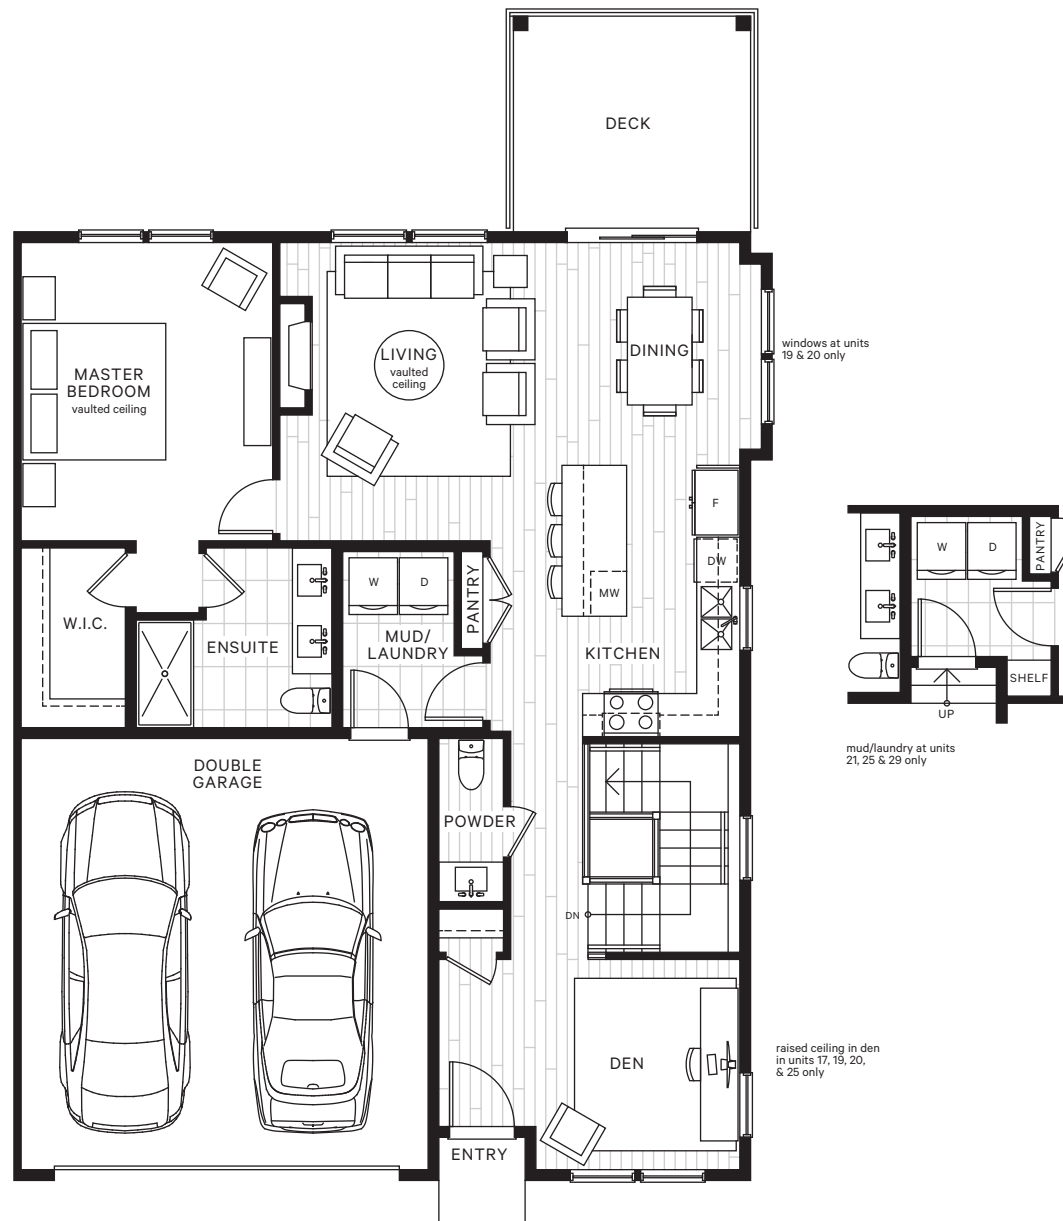 DECK
windows at units
19 & 20 only
LIVING
vaulted
ceiling
DINING
MASTER
BEDROOM
vaulted ceiling
F
DW
MW
W
D
PANTRY
W.I.C.
ENSUITE
MUD/
LAUNDRY
KITCHEN
W
D
PANTRY
SHELF
UP
mud/laundry at units
21, 25 & 29 only
DOUBLE
GARAGE
POWDER
DN
DEN
raised ceiling in den
in units 17, 19, 20,
& 25 only
ENTRY